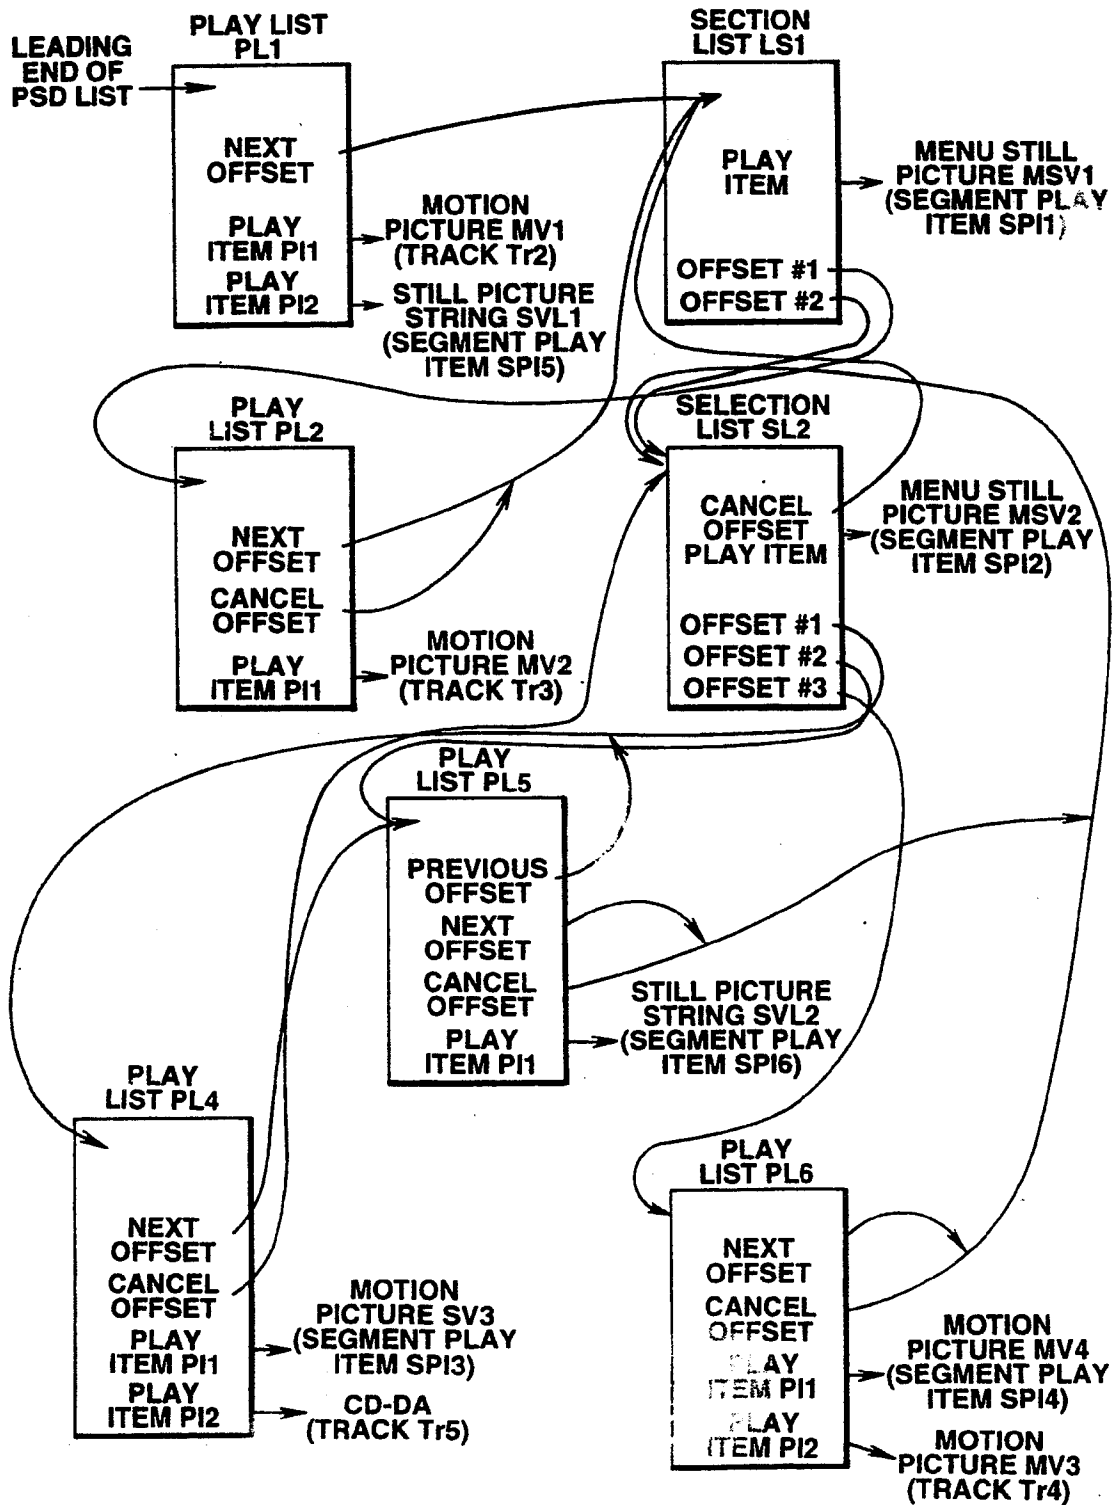 LEADING
END OF
PSD LIST
PLAY LIST
PL1
NEXT
OFFSET
PLAY
ITEM PI1
PLAY
ITEM PI2
MOTION
PICTURE MV1
(TRACK Tr2)
STILL PICTURE
STRING SVL1
(SEGMENT PLAY
ITEM SPI5)
SECTION
LIST LS1
PLAY
ITEM
OFFSET #1
OFFSET #2
MENU STILL
PICTURE MSV1
(SEGMENT PLAY
ITEM SPI1)
PLAY
LIST PL2
NEXT
OFFSET
CANCEL
OFFSET
PLAY
ITEM PI1
MOTION
PICTURE MV2
(TRACK Tr3)
SELECTION
LIST SL2
CANCEL
OFFSET
PLAY ITEM
OFFSET #1
OFFSET #2
OFFSET #3
MENU STILL
PICTURE MSV2
(SEGMENT PLAY
ITEM SPI2)
PLAY
LIST PL5
PREVIOUS
OFFSET
NEXT
OFFSET
CANCEL
OFFSET
PLAY
ITEM PI1
STILL PICTURE
STRING SVL2
(SEGMENT PLAY
ITEM SPI6)
PLAY
LIST PL4
NEXT
OFFSET
CANCEL
OFFSET
PLAY
ITEM PI1
PLAY
ITEM PI2
MOTION
PICTURE SV3
(SEGMENT PLAY
ITEM SPI3)
CD-DA
(TRACK Tr5)
PLAY
LIST PL6
NEXT
OFFSET
CANCEL
OFFSET
PLAY
ITEM PI1
PLAY
ITEM PI2
MOTION
PICTURE MV4
(SEGMENT PLAY
ITEM SPI4)
MOTION
PICTURE MV3
(TRACK Tr4)